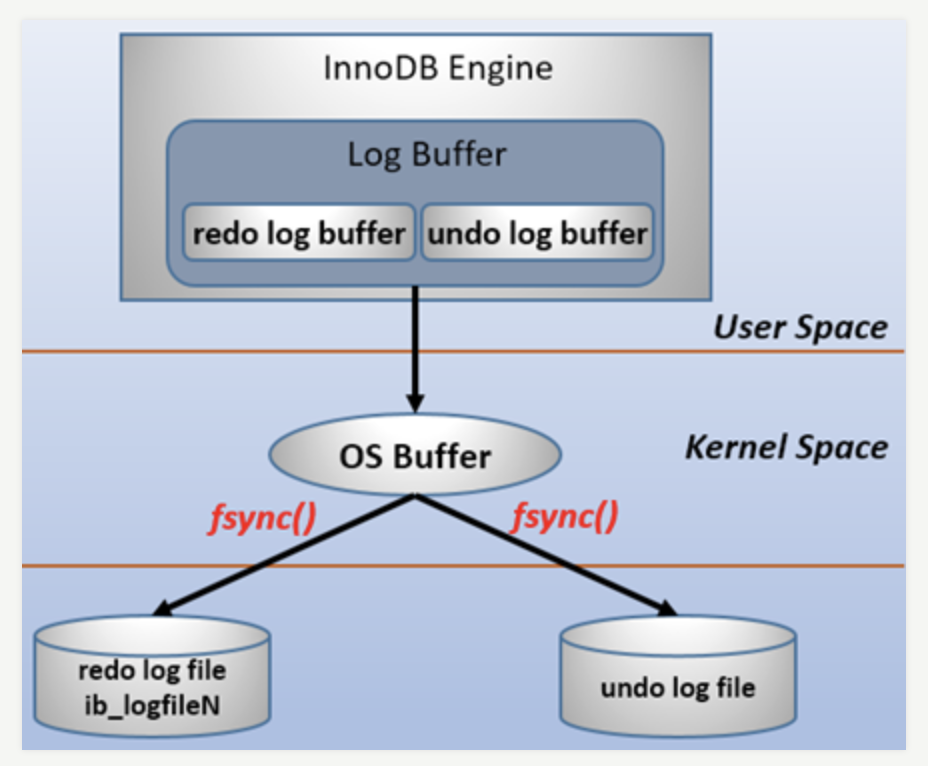 InnoDB Engine
Log Buffer
redo log buffer
undo log buffer
User Space
OS Buffer
Kernel Space
fsync()
fsync()
redo log file
ib_logfileN
undo log file